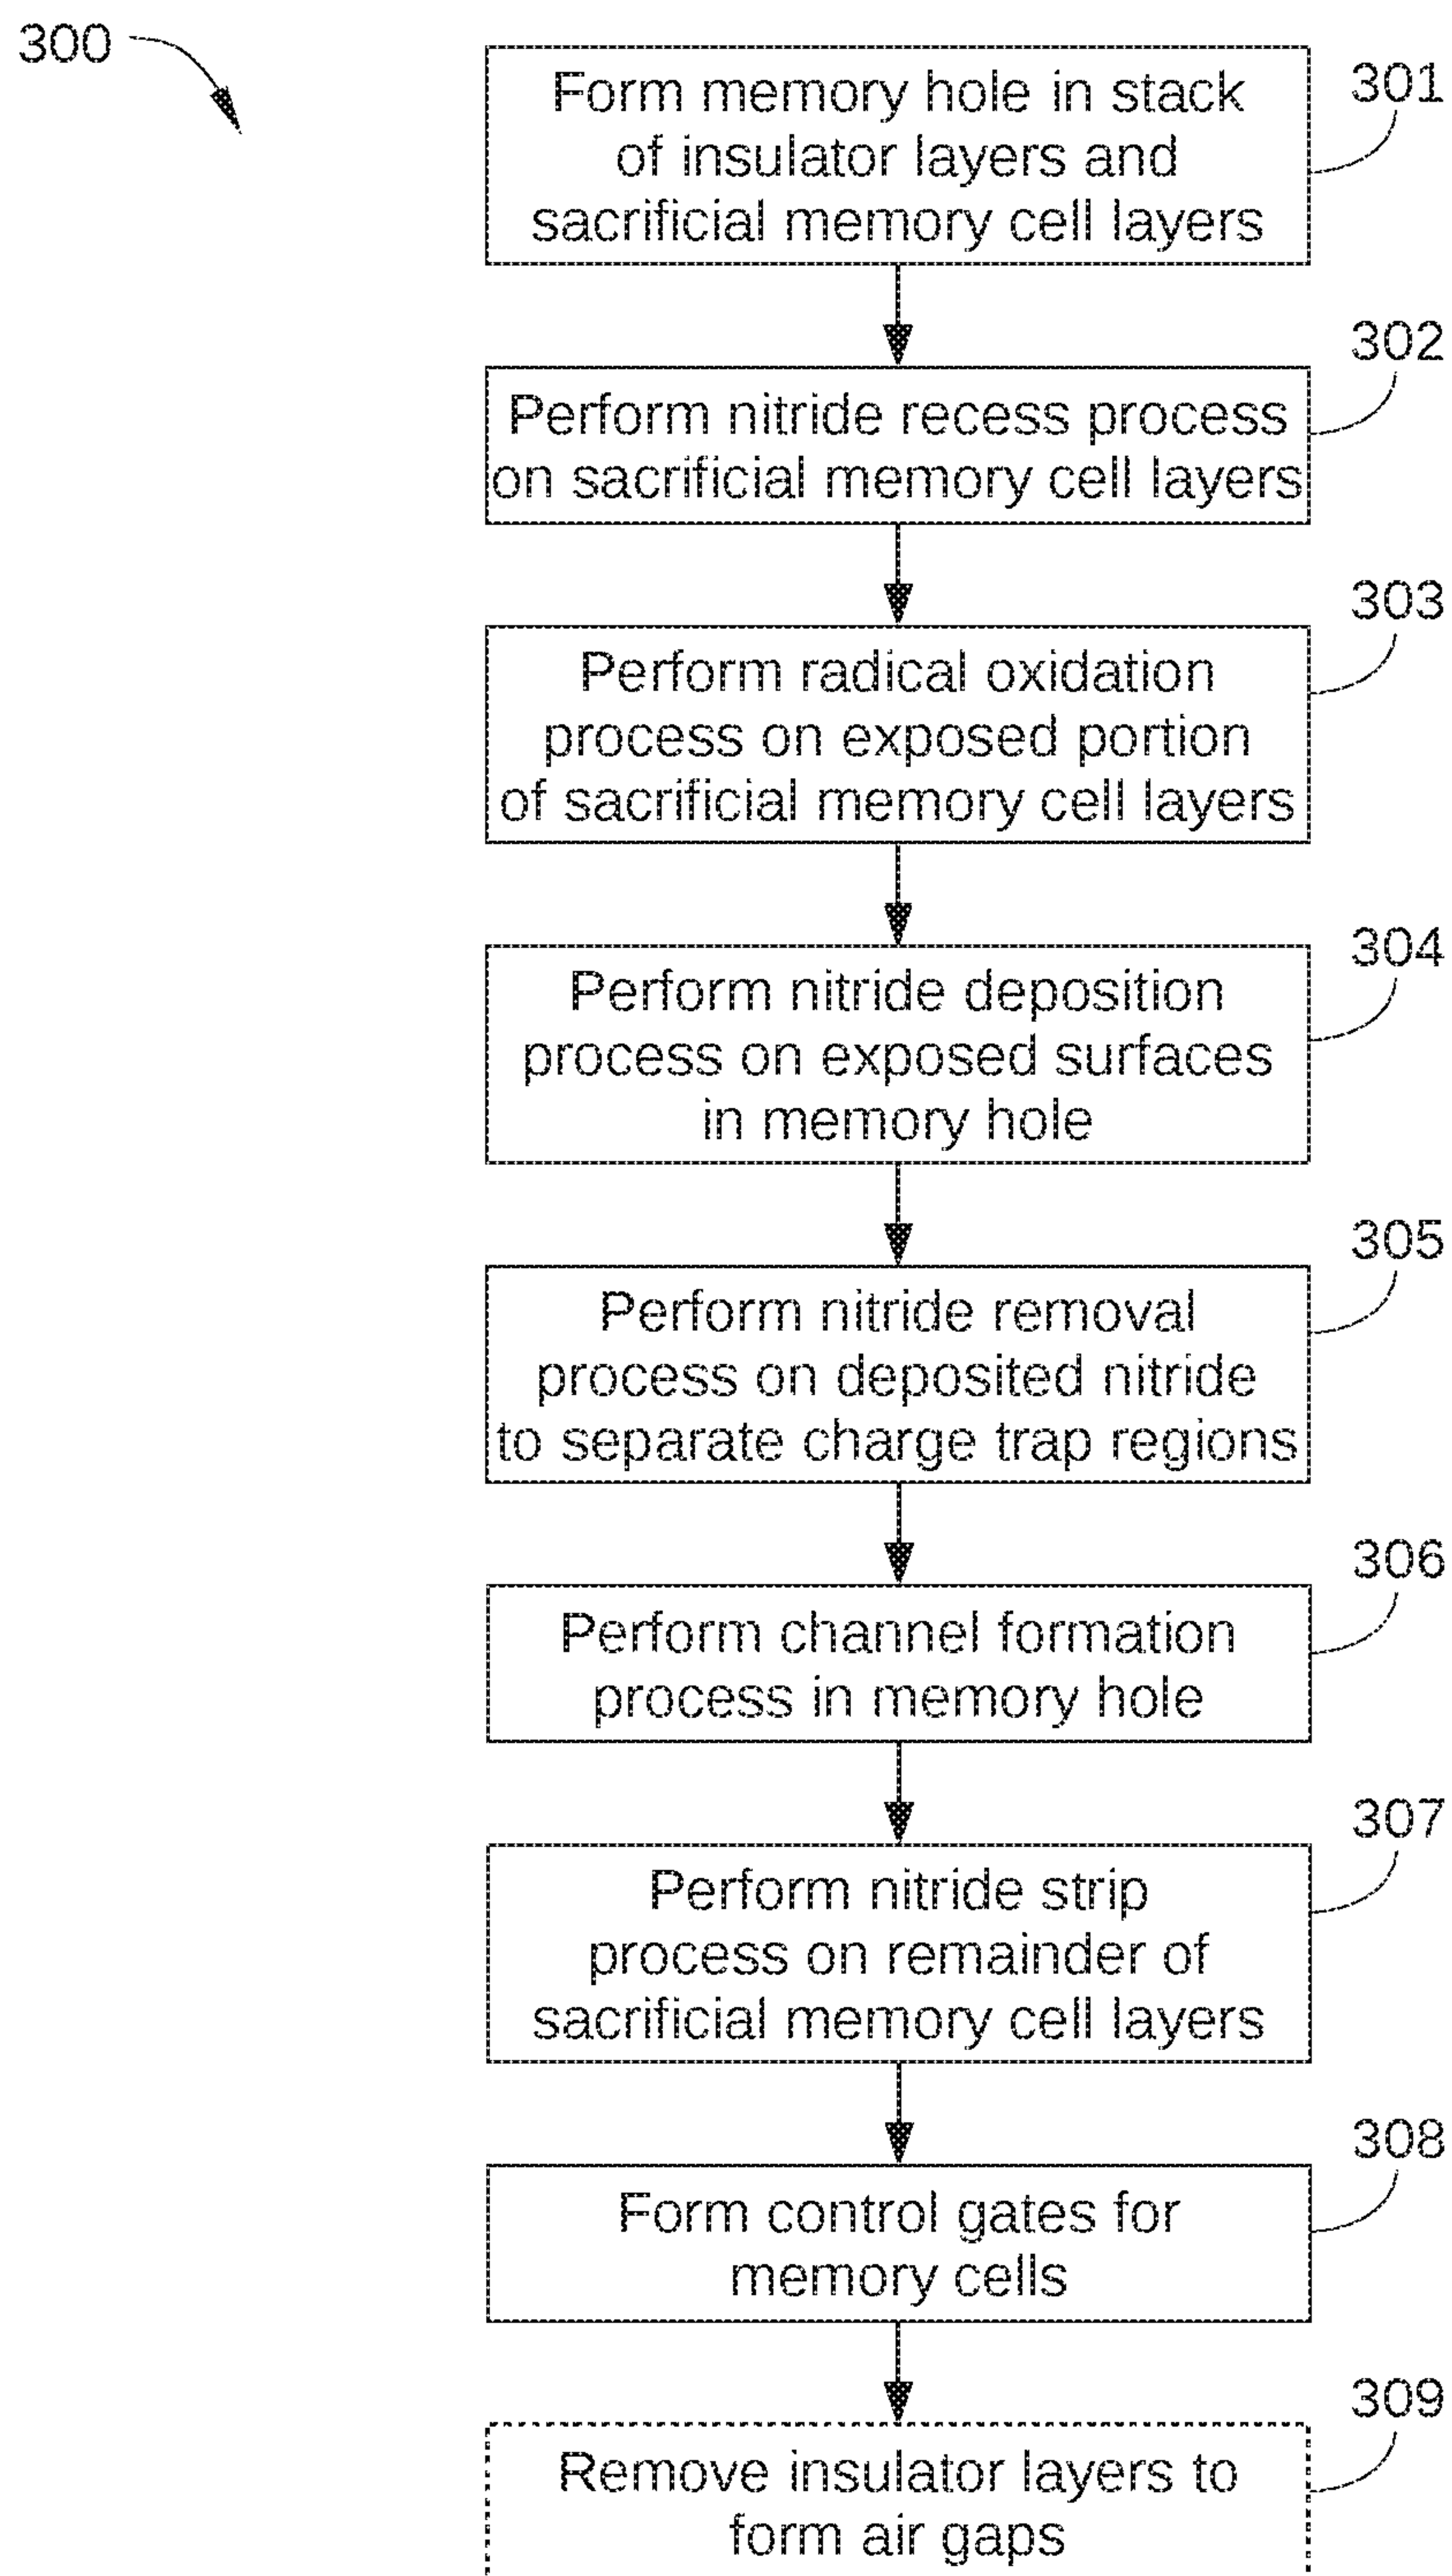 300
301
Form memory hole in stack
of insulator layers and
sacrificial memory cell layers
302
Perform nitride recess process
on sacrificial memory cell layers
303
Perform radical oxidation
process on exposed portion
of sacrificial memory cell layers
304
Perform nitride deposition
process on exposed surfaces
in memory hole
305
Perform nitride removal
process on deposited nitride
to separate charge trap regions
306
Perform channel formation
process in memory hole
307
Perform nitride strip
process on remainder of
sacrificial memory cell layers
308
Form control gates for
memory cells
309
Remove insulator layers to
form air gaps